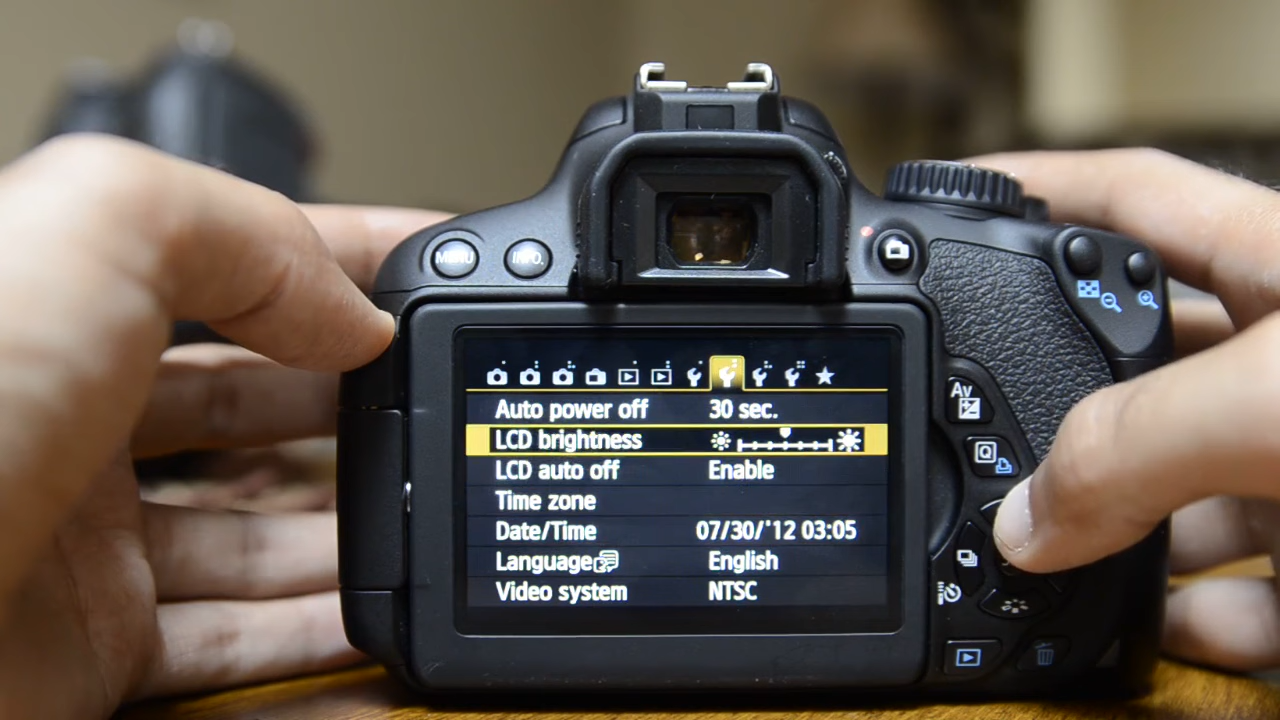 MENU INFO.
Auto power off 30 sec.
LCD brightness
LCD auto off Enable
Time zone
Date/Time 07/30/'12 03:05
Language English
Video system NTSC
Av
Q